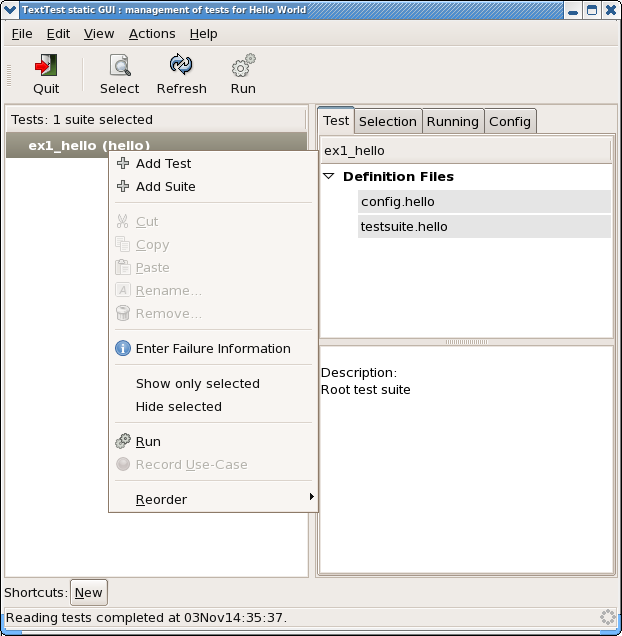 TextTest static GUI : management of tests for Hello World
File Edit View Actions Help
Quit Select Refresh Run
Tests: 1 suite selected
ex1_hello (hello)
Add Test
Add Suite
Cut
Copy
Paste
Rename...
Remove...
Enter Failure Information
Show only selected
Hide selected
Run
Record Use-Case
Reorder
Test Selection Running Config
ex1_hello
Definition Files
config.hello
testsuite.hello
Description:
Root test suite
Shortcuts: New
Reading tests completed at 03Nov14:35:37.